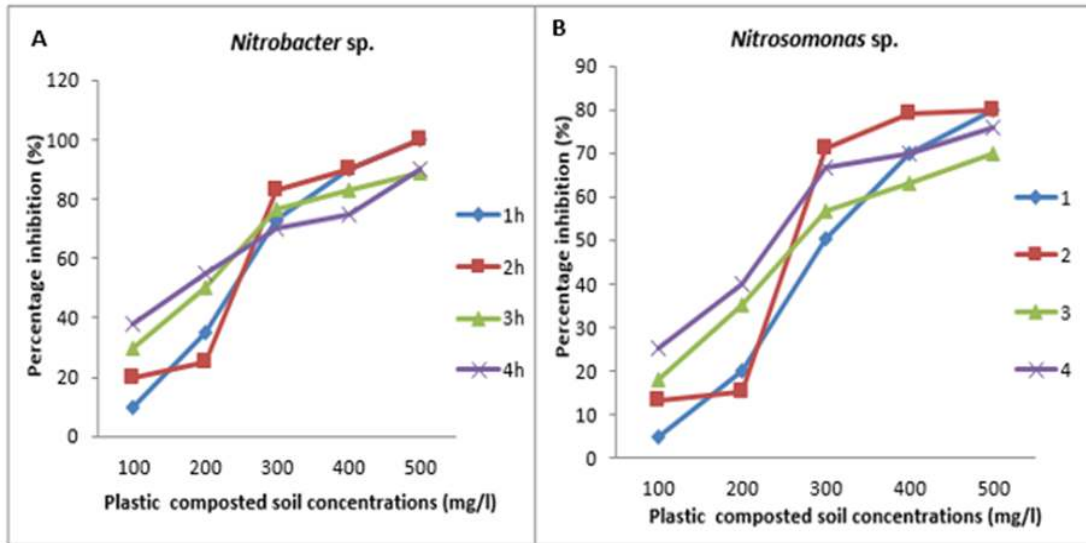 A
Nitrobacter sp.
Percentage inhibition (%)
120
100
80
60
40
20
0
100 200 300 400 500
Plastic composted soil concentrations (mg/l)
1h
2h
3h
4h
B
Nitrosomonas sp.
Percentage inhibition (%)
90
80
70
60
50
40
30
20
10
0
100 200 300 400 500
Plastic composted soil concentrations (mg/l)
1
2
3
4